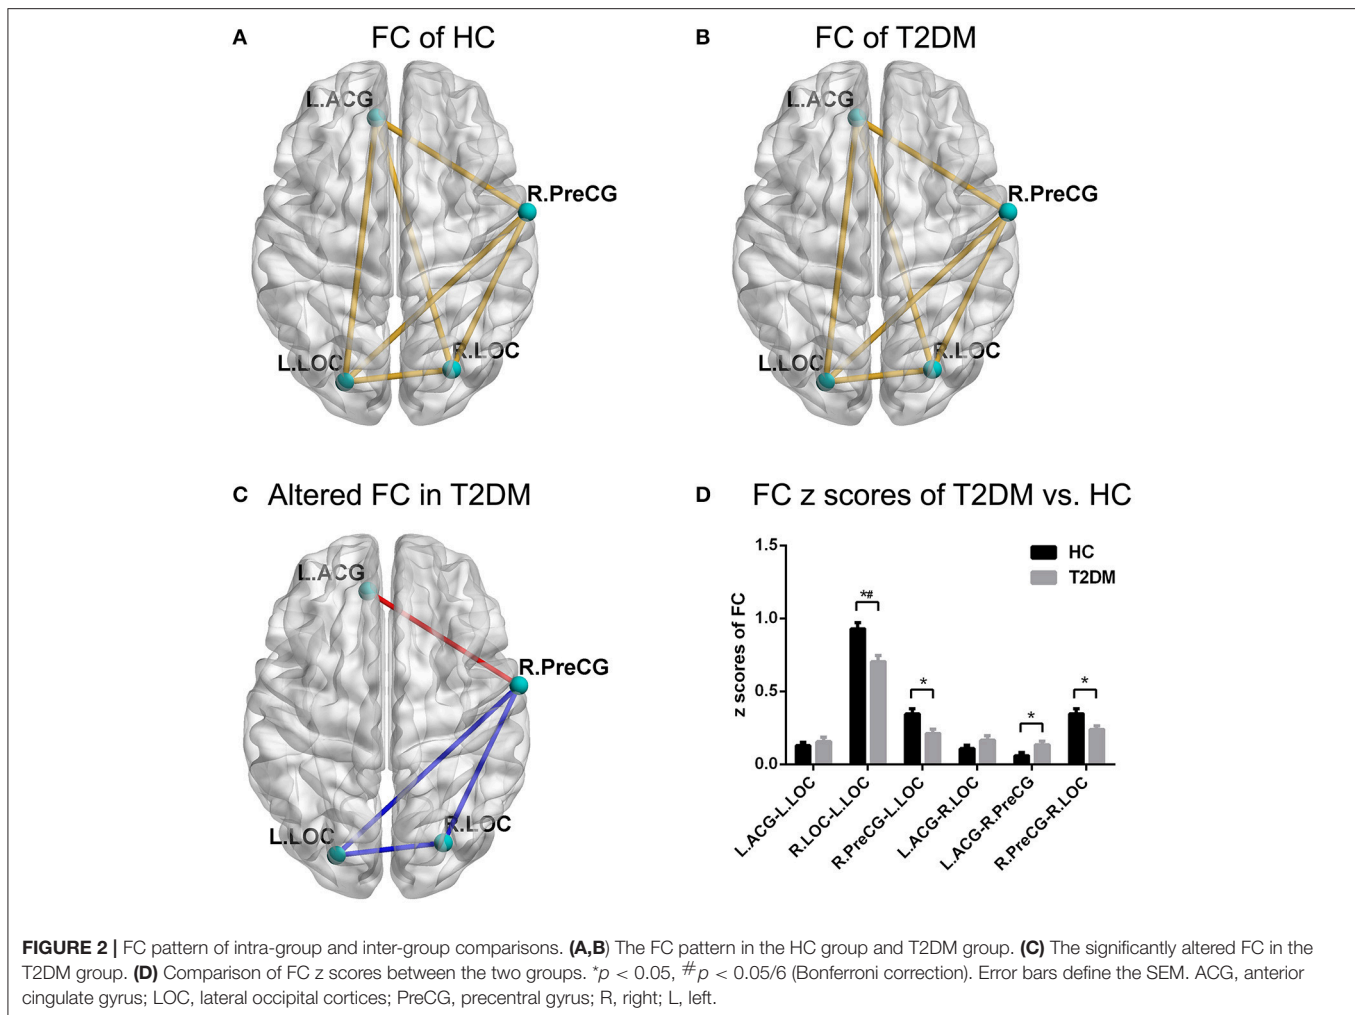 A FC of HC
L.ACG
R.PreCG
L.LOC
R.LOC
B FC of T2DM
L.ACG
R.PreCG
L.LOC
R.LOC
C Altered FC in T2DM
L.ACG
R.PreCG
L.LOC
R.LOC
D FC z scores of T2DM vs. HC
z scores of FC
1.5
1.0
0.5
0.0
HC
T2DM
*#
*
*
*
L.ACG-L.LOC
R.LOC-L.LOC
R.PreCG-L.LOC
L.ACG-R.LOC
L.ACG-R.PreCG
R.PreCG-R.LOC
FIGURE 2 | FC pattern of intra-group and inter-group comparisons. (A,B) The FC pattern in the HC group and T2DM group. (C) The significantly altered FC in the
T2DM group. (D) Comparison of FC z scores between the two groups. *p < 0.05, #p < 0.05/6 (Bonferroni correction). Error bars define the SEM. ACG, anterior
cingulate gyrus; LOC, lateral occipital cortices; PreCG, precentral gyrus; R, right; L, left.